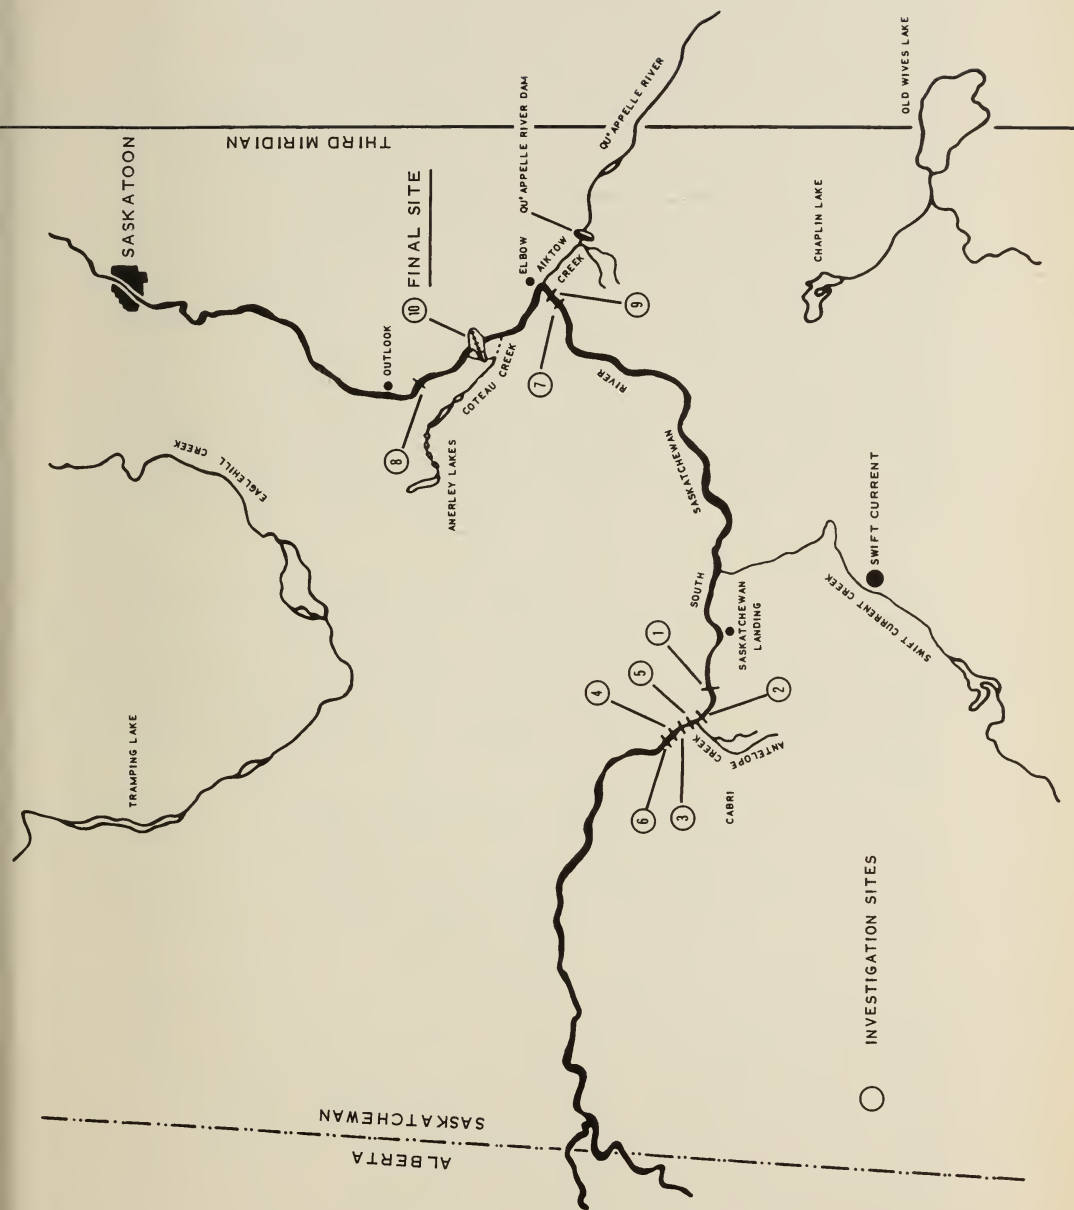 SASKATOON
THIRD MIRIDIAN
FINAL SITE
10
OUTLOOK
8
ELBOW
QU'APPELLE RIVER DAM
QU'APPELLE RIVER
AIKTOW
CREEK
9
7
COTEAU CREEK
ANERLEY LAKES
EAGLEHILL CREEK
TRAMPING LAKE
OLD WIVES LAKE
CHAPLIN LAKE
SOUTH
SASKATCHEWAN
RIVER
SWIFT CURRENT
SWIFT CURRENT CREEK
SASKATCHEWAN
LANDING
1
5
4
2
6
3
ANTELOPE
CREEK
CABRI
INVESTIGATION SITES
SASKATCHEWAN
ALBERTA